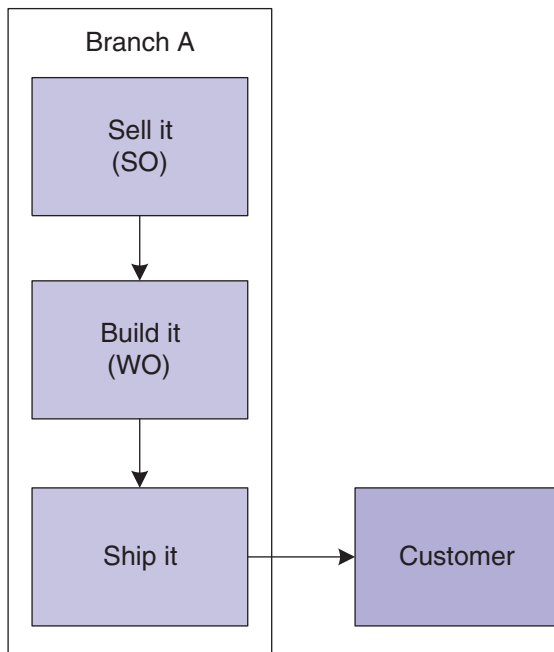 Branch A
Sell it
(SO)
Build it
(WO)
Ship it
Customer